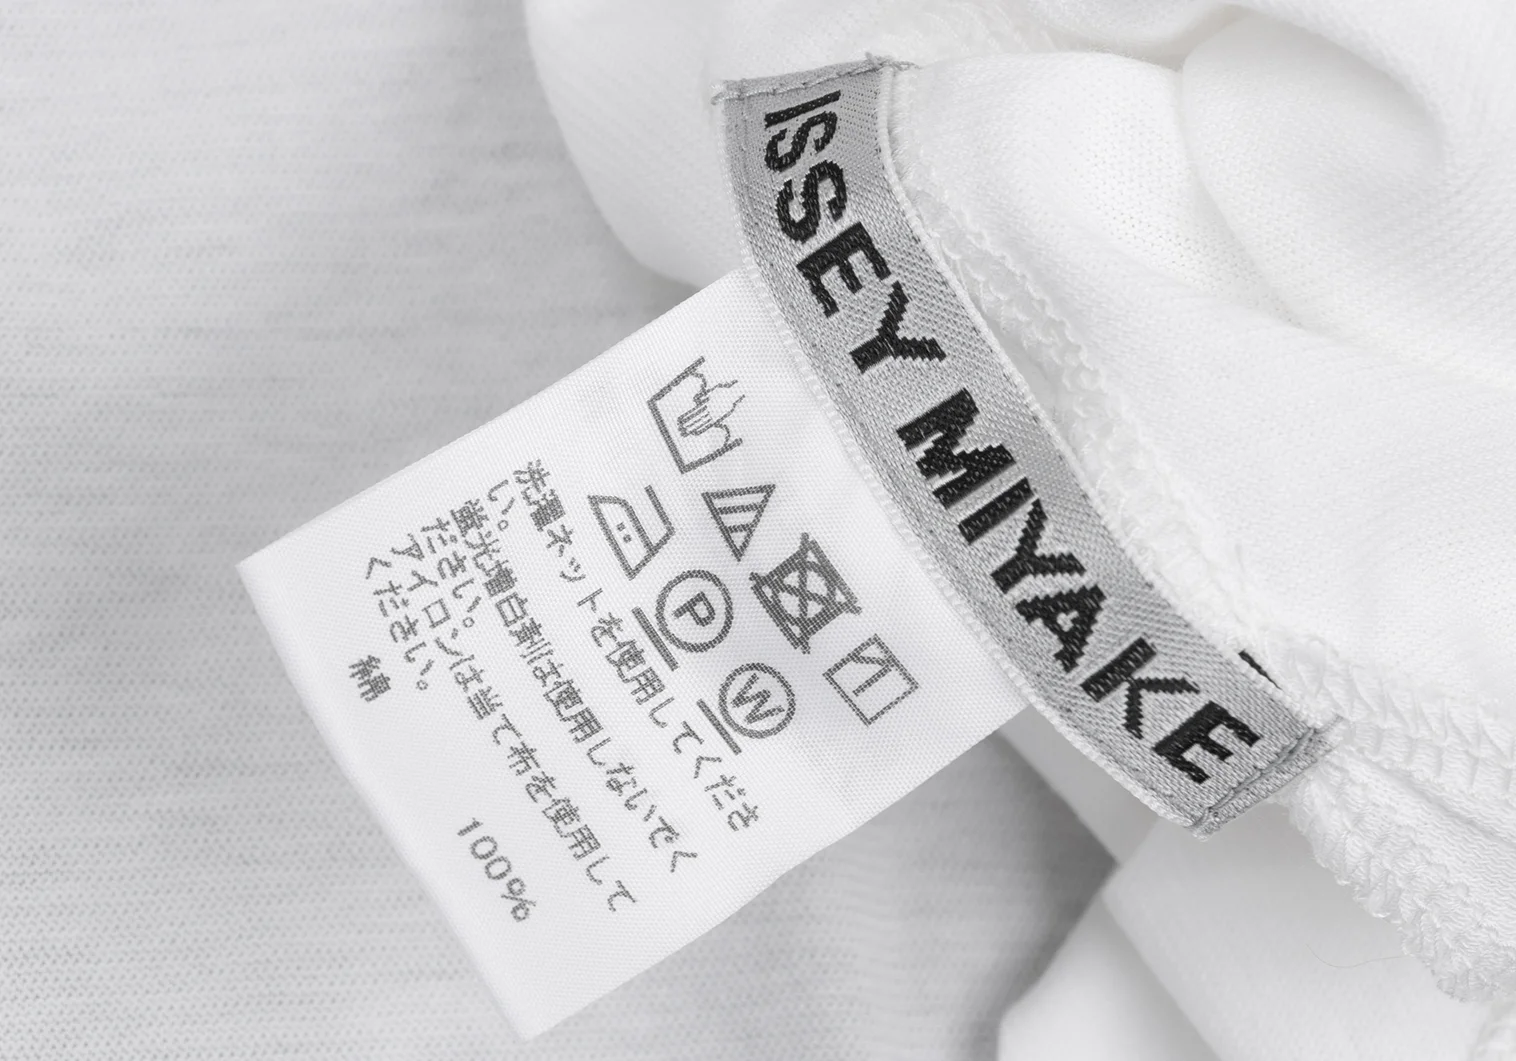 ISSEY MIYAKE
P
W
洗濯ネットを使用してくださ
い。
蛍光増白剤は使用しないでく
ださい。
アイロンは当て布を使用して
ください。
綿 100%